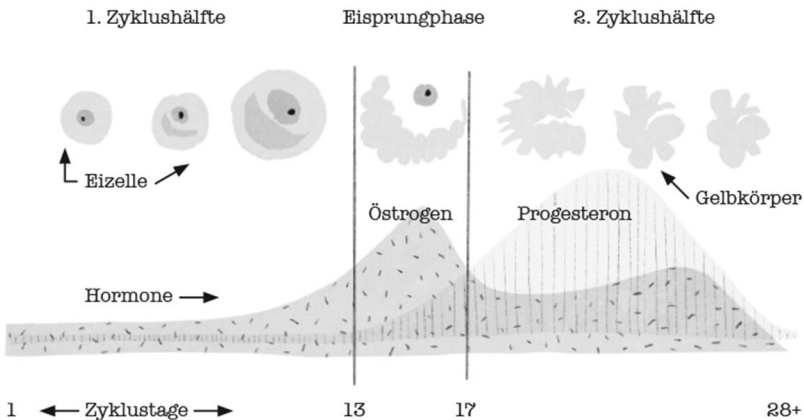 1. Zyklushälfte
Eisprungphase
2. Zyklushälfte
Eizelle
Gelbkörper
Östrogen
Progesteron
Hormone
1
Zyklustage
13
17
28+